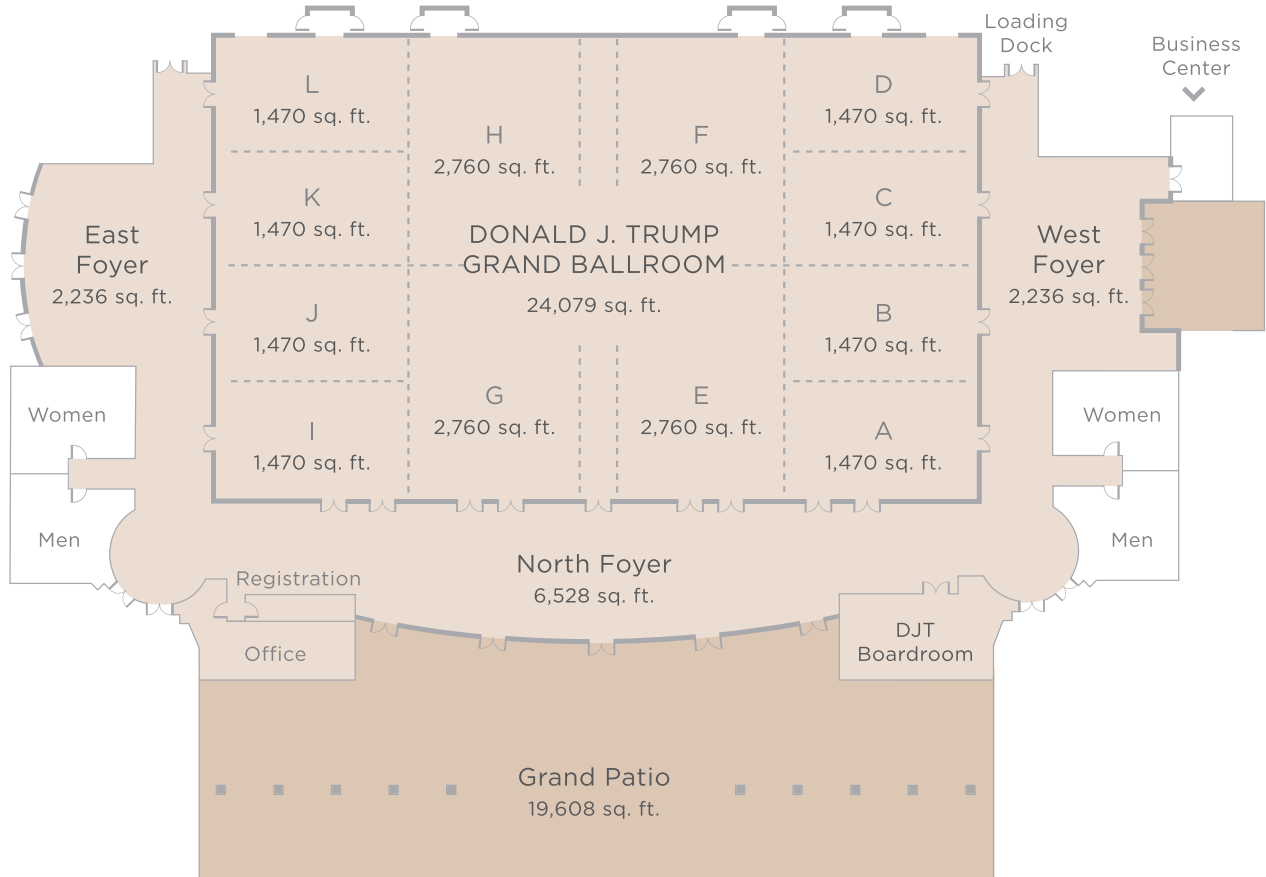 Loading
Dock
Business
Center
L
1,470 sq. ft.
H
2,760 sq. ft.
F
2,760 sq. ft.
D
1,470 sq. ft.
K
1,470 sq. ft.
C
1,470 sq. ft.
East
Foyer
2,236 sq. ft.
DONALD J. TRUMP
GRAND BALLROOM
24,079 sq. ft.
West
Foyer
2,236 sq. ft.
J
1,470 sq. ft.
B
1,470 sq. ft.
Women
G
2,760 sq. ft.
E
2,760 sq. ft.
Women
I
1,470 sq. ft.
A
1,470 sq. ft.
Men
Men
North Foyer
6,528 sq. ft.
Registration
Office
DJT
Boardroom
Grand Patio
19,608 sq. ft.